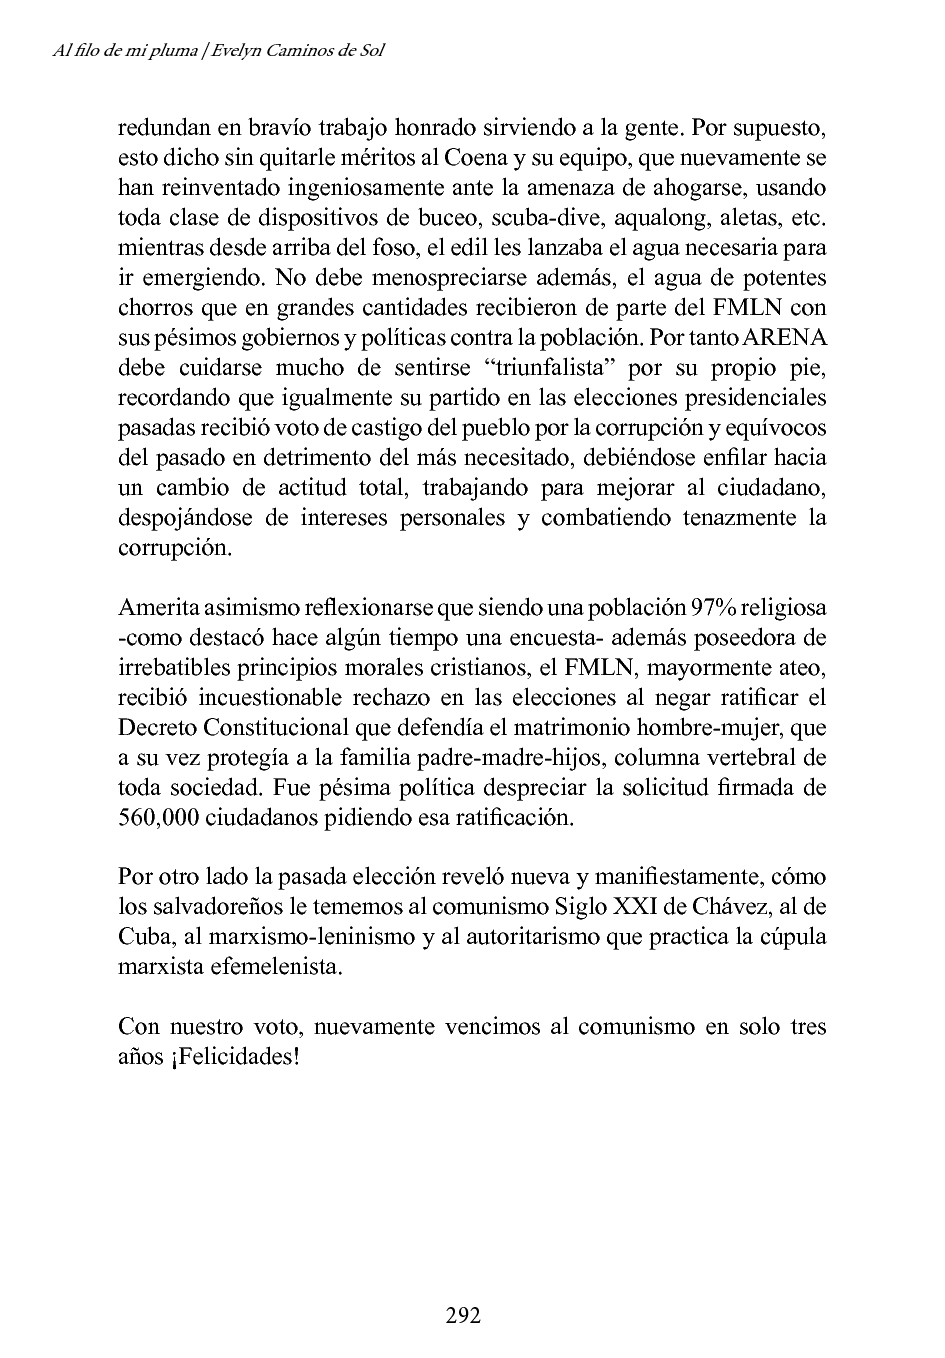 Al filo de mi pluma / Evelyn Caminos de Sol
redundan en bravío trabajo honrado sirviendo a la gente. Por supuesto,
esto dicho sin quitarle méritos al Coena y su equipo, que nuevamente se
han reinventado ingeniosamente ante la amenaza de ahogarse, usando
toda clase de dispositivos de buceo, scuba-dive, aqualong, aletas, etc.
mientras desde arriba del foso, el edil les lanzaba el agua necesaria para
ir emergiendo. No debe menospreciarse además, el agua de potentes
chorros que en grandes cantidades recibieron de parte del FMLN con
sus pésimos gobiernos y políticas contra la población. Por tanto ARENA
debe cuidarse mucho de sentirse “triunfalista” por su propio pie,
recordando que igualmente su partido en las elecciones presidenciales
pasadas recibió voto de castigo del pueblo por la corrupción y equívocos
del pasado en detrimento del más necesitado, debiéndose enfilar hacia
un cambio de actitud total, trabajando para mejorar al ciudadano,
despojándose de intereses personales y combatiendo tenazmente la
corrupción.
Amerita asimismo reflexionarse que siendo una población 97% religiosa
-como destacó hace algún tiempo una encuesta- además poseedora de
irrebatibles principios morales cristianos, el FMLN, mayormente ateo,
recibió incuestionable rechazo en las elecciones al negar ratificar el
Decreto Constitucional que defendía el matrimonio hombre-mujer, que
a su vez protegía a la familia padre-madre-hijos, columna vertebral de
toda sociedad. Fue pésima política despreciar la solicitud firmada de
560,000 ciudadanos pidiendo esa ratificación.
Por otro lado la pasada elección reveló nueva y manifiestamente, cómo
los salvadoreños le tememos al comunismo Siglo XXI de Chávez, al de
Cuba, al marxismo-leninismo y al autoritarismo que practica la cúpula
marxista efemelenista.
Con nuestro voto, nuevamente vencimos al comunismo en solo tres
años ¡Felicidades!
292